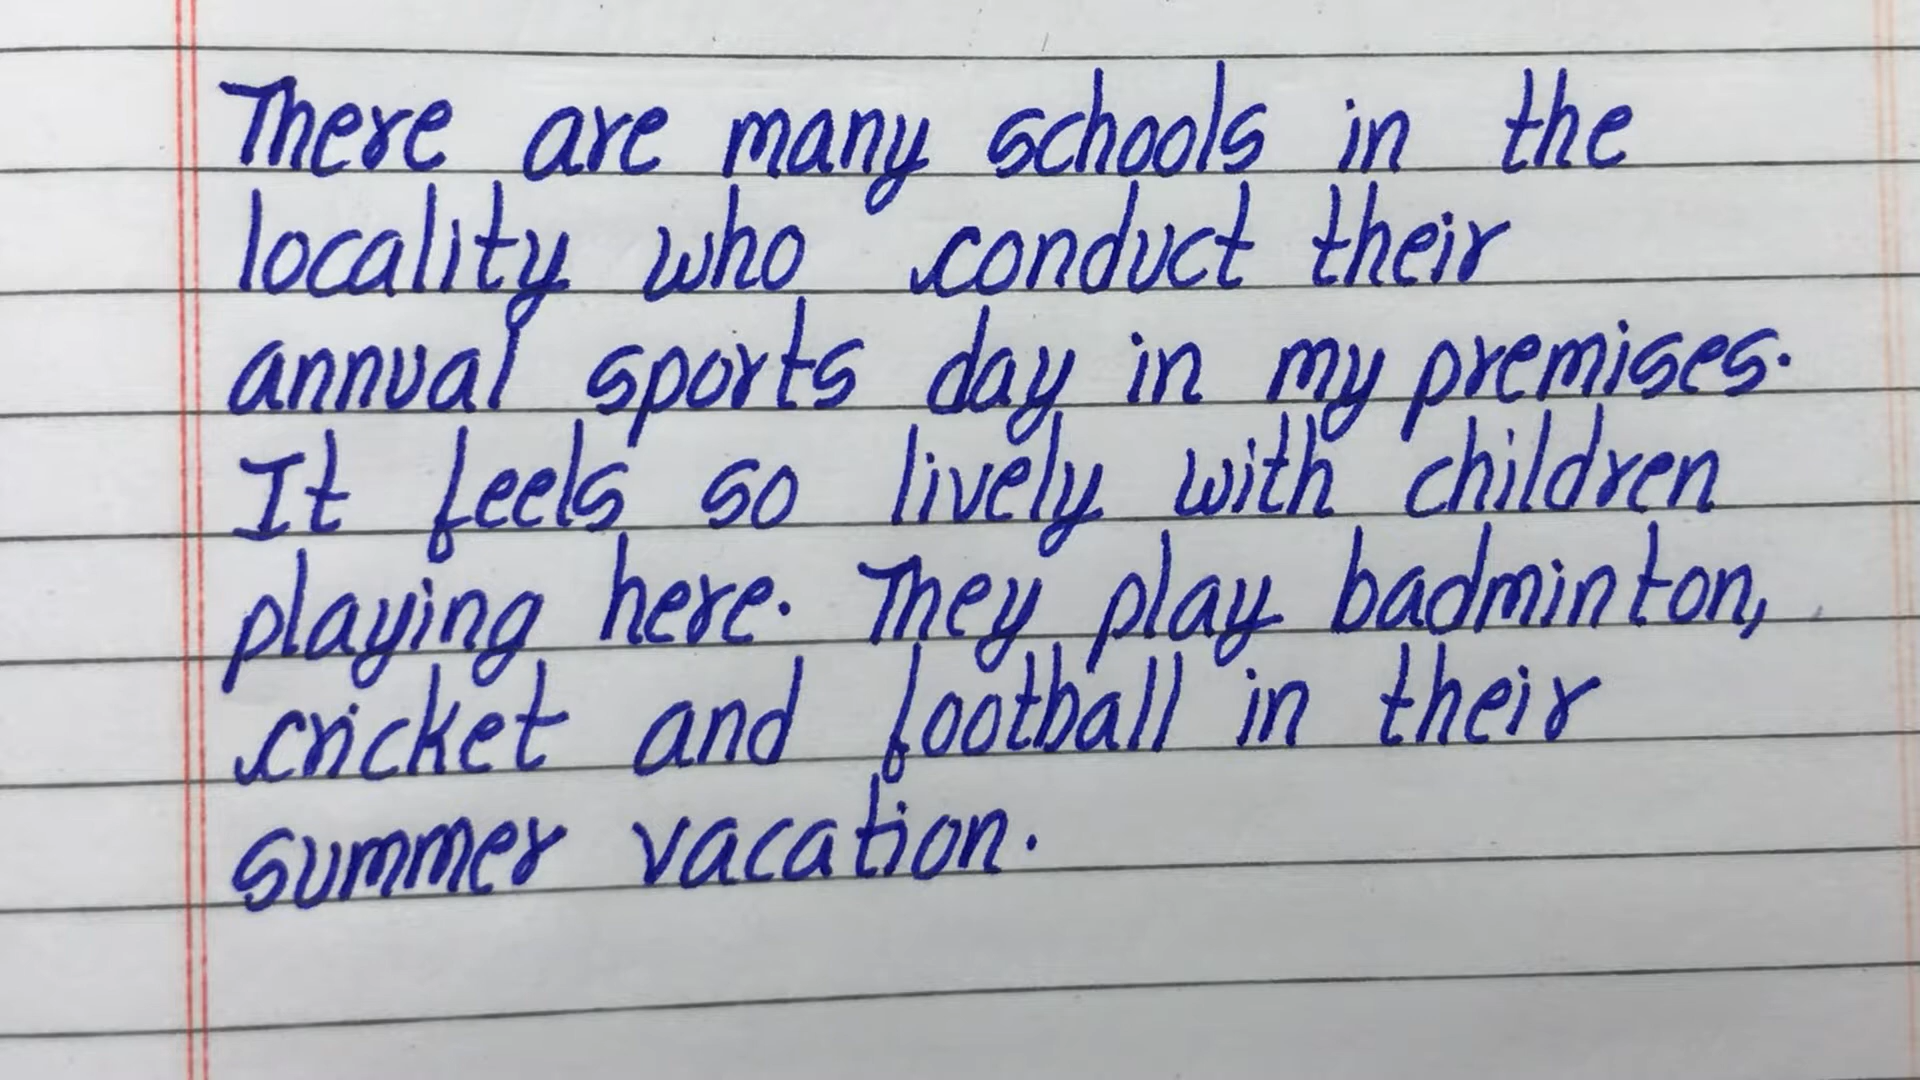 There are many schools in the
locality who conduct their
annual sports day in my premises.
It feels so lively with children
playing here. They play badminton,
cricket and football in their
summer vacation.